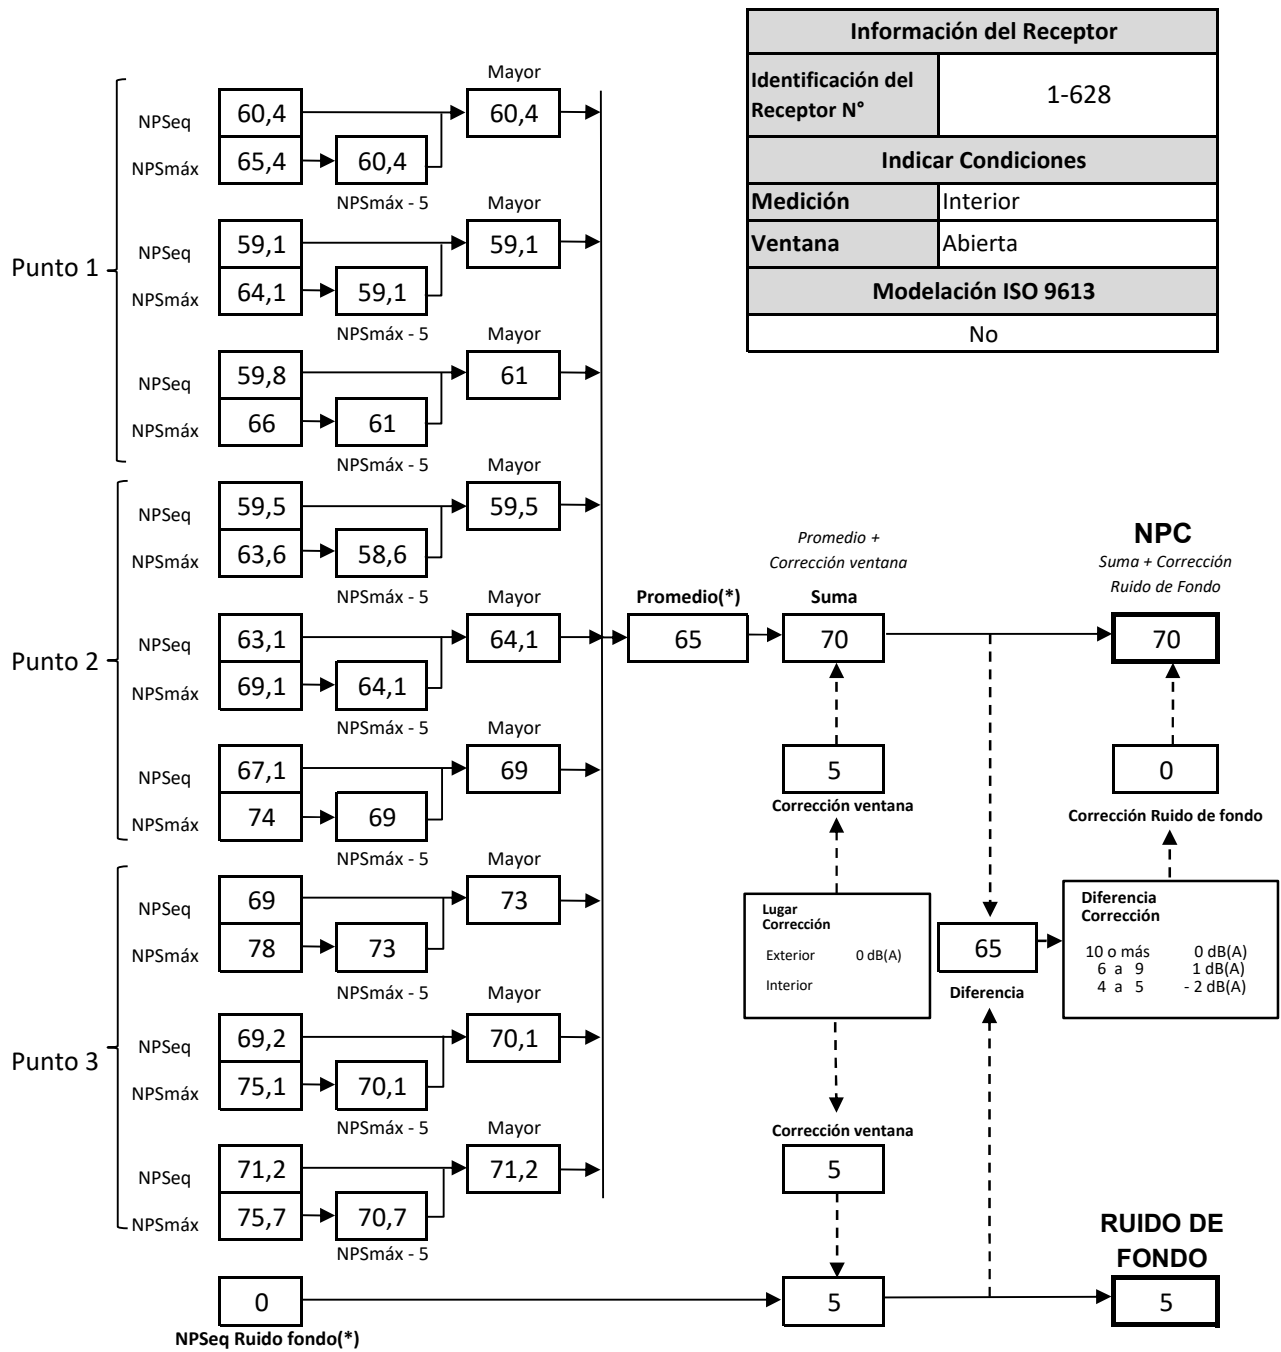 Información del Receptor
Identificación del
Receptor N°
1-628
Indicar Condiciones
Medición Interior
Ventana Abierta
Modelación ISO 9613
No
Punto 1
Mayor
NPSeq 60,4 60,4
NPSmáx 65,4 60,4
NPSmáx - 5
Mayor
NPSeq 59,1 59,1
NPSmáx 64,1 59,1
NPSmáx - 5
Mayor
NPSeq 59,8 61
NPSmáx 66 61
NPSmáx - 5
Punto 2
Mayor
NPSeq 59,5 59,5
NPSmáx 63,6 58,6
NPSmáx - 5
Mayor
NPSeq 63,1 64,1
NPSmáx 69,1 64,1
NPSmáx - 5
Mayor
NPSeq 67,1 69
NPSmáx 74 69
NPSmáx - 5
Punto 3
Mayor
NPSeq 69 73
NPSmáx 78 73
NPSmáx - 5
Mayor
NPSeq 69,2 70,1
NPSmáx 75,1 70,1
NPSmáx - 5
Mayor
NPSeq 71,2 71,2
NPSmáx 75,7 70,7
NPSmáx - 5
0
NPSeq Ruido fondo(*)
Promedio(*)
65
Promedio +
Corrección ventana
Suma
70
5
Corrección ventana
Lugar
Corrección
Exterior 0 dB(A)
Interior
Corrección ventana
5
5
65
Diferencia
NPC
Suma + Corrección
Ruido de Fondo
70
0
Corrección Ruido de fondo
Diferencia
Corrección
10 o más 0 dB(A)
6 a 9 1 dB(A)
4 a 5 - 2 dB(A)
RUIDO DE
FONDO
5